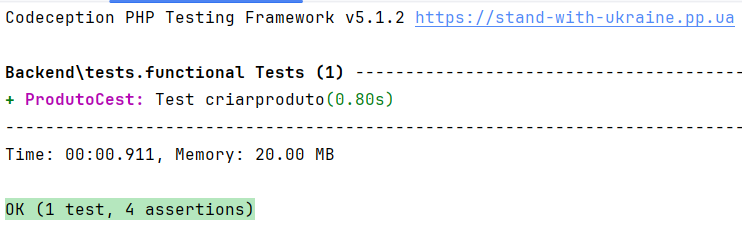 Codeception PHP Testing Framework v5.1.2 https://stand-with-ukraine.pp.ua
Backend\tests.functional Tests (1) --------------------------------------
+ ProdutoCest: Test criarproduto(0.80s)
-------------------------------------------------------------------------
Time: 00:00.911, Memory: 20.00 MB
OK (1 test, 4 assertions)